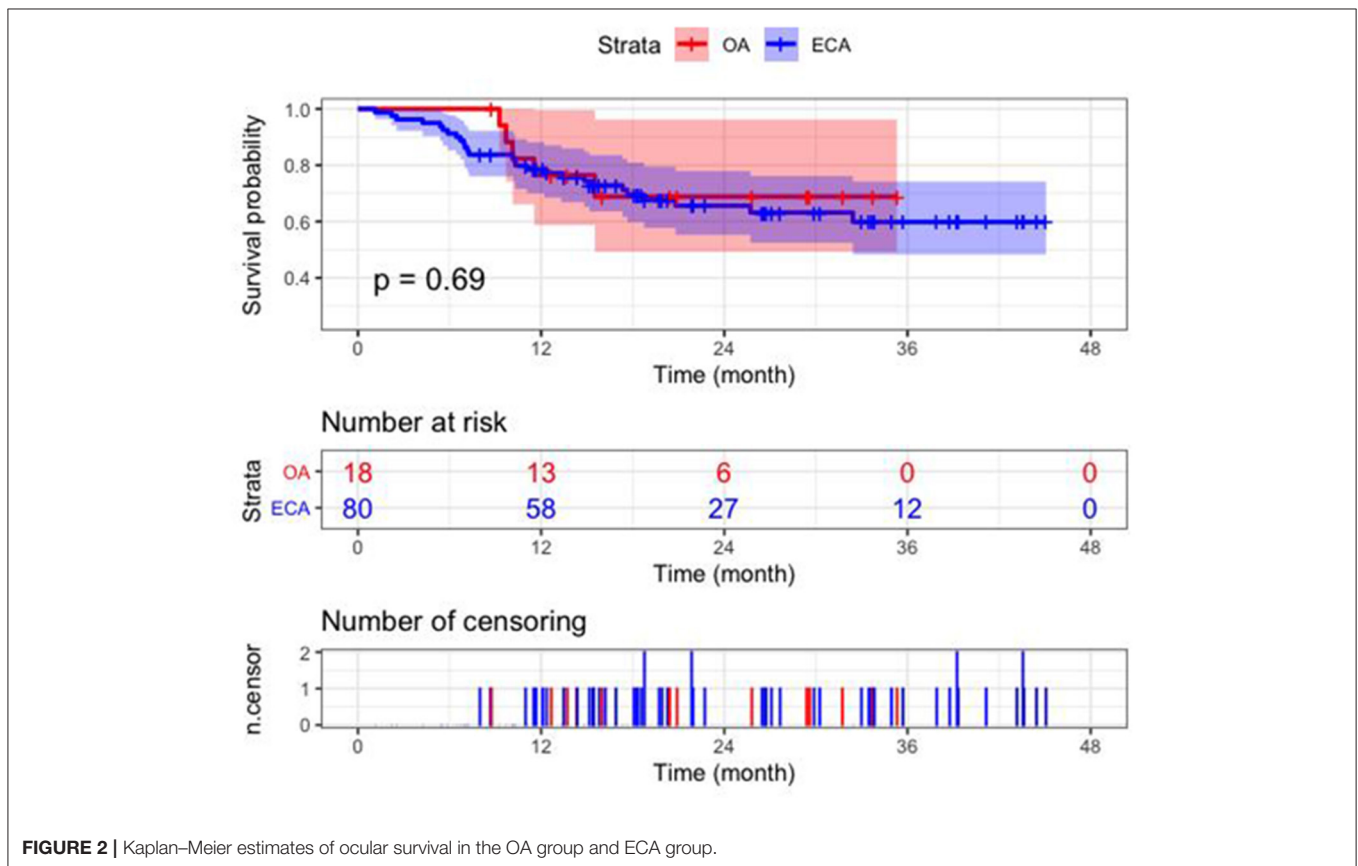 Strata OA ECA
Survival probability
1.0
0.8
0.6
0.4
p = 0.69
0 12 24 36 48
Time (month)
Number at risk
Strata
OA 18 13 6 0 0
ECA 80 58 27 12 0
0 12 24 36 48
Time (month)
Number of censoring
n.censor
2
1
0
0 12 24 36 48
Time (month)
FIGURE 2 | Kaplan–Meier estimates of ocular survival in the OA group and ECA group.